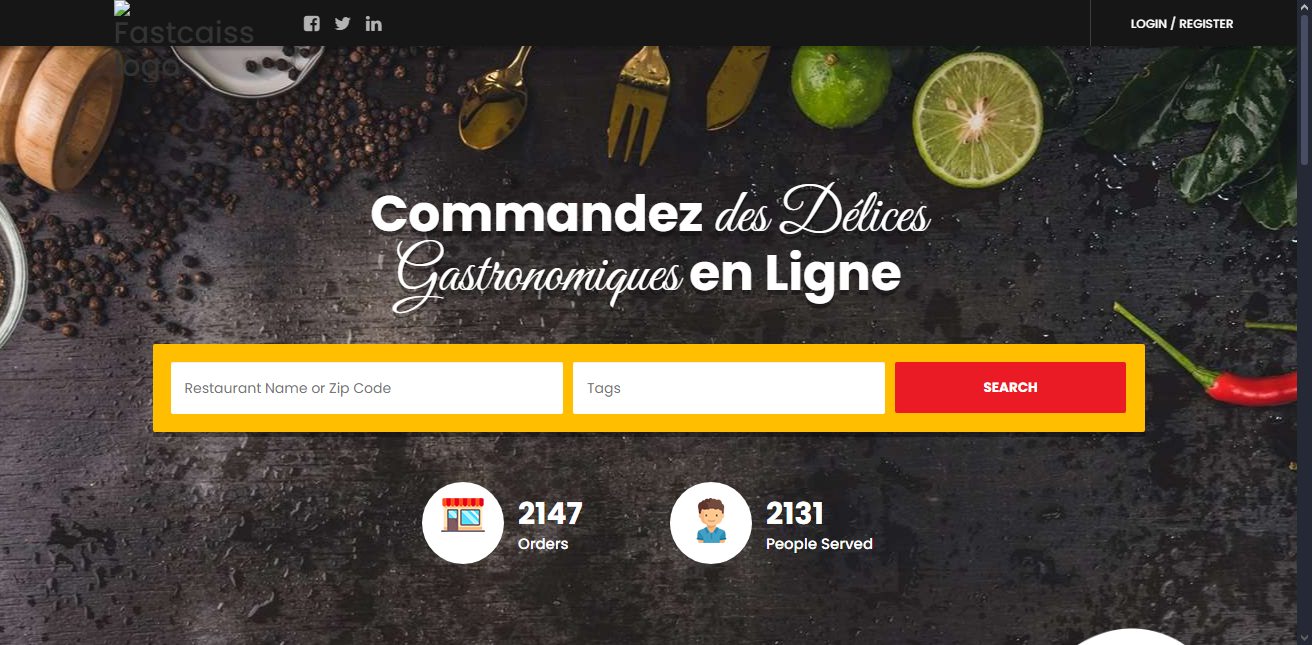 Fastcaiss
logo
LOGIN / REGISTER
Commandez des Délices
Gastronomiques en Ligne
Restaurant Name or Zip Code
Tags
SEARCH
2147
Orders
2131
People Served